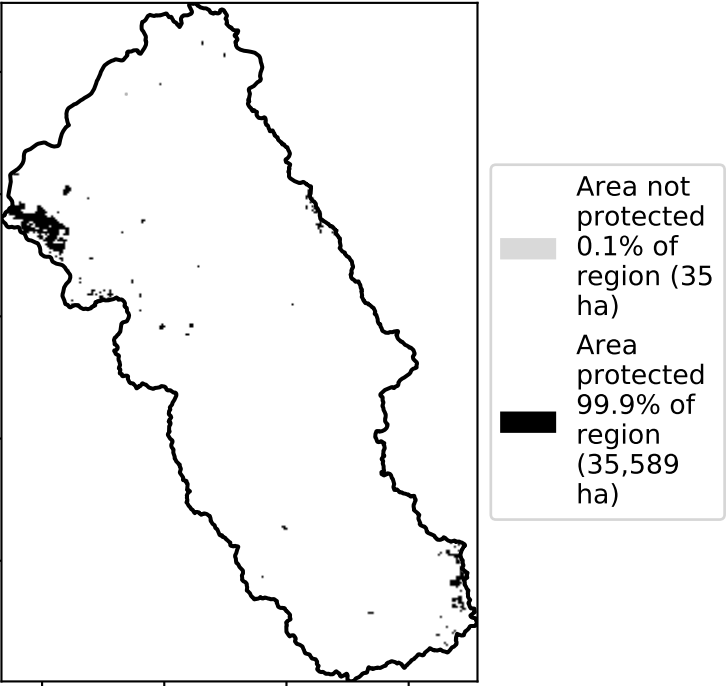 Area not
protected
0.1% of
region (35
ha)
Area
protected
99.9% of
region
(35,589
ha)